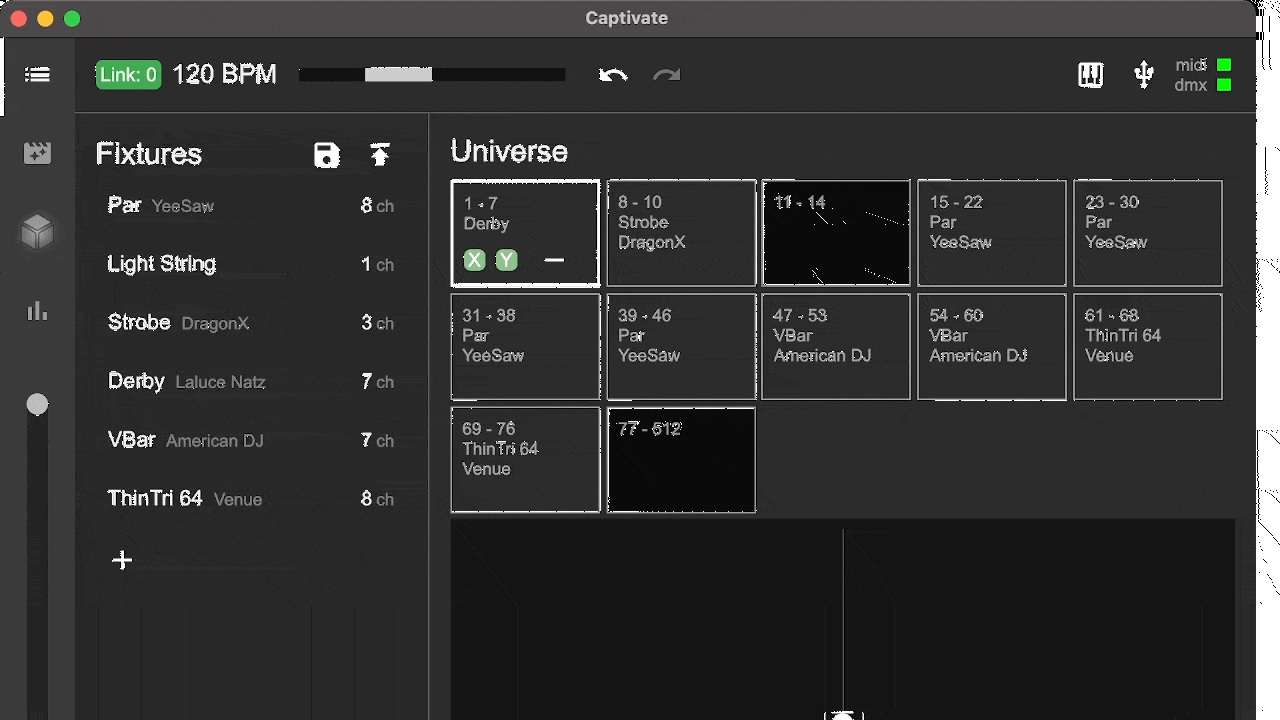 Captivate
Link: 0 120 BPM
midi
dmx
Fixtures
Par YeeSaw 8 ch
Light String 1 ch
Strobe DragonX 3 ch
Derby Laluce Natz 7 ch
VBar American DJ 7 ch
ThinTri 64 Venue 8 ch
+
Universe
1 - 7
Derby
X Y
8 - 10
Strobe
DragonX
11 - 14
15 - 22
Par
YeeSaw
23 - 30
Par
YeeSaw
31 - 38
Par
YeeSaw
39 - 46
Par
YeeSaw
47 - 53
VBar
American DJ
54 - 60
VBar
American DJ
61 - 68
ThinTri 64
Venue
69 - 76
ThinTri 64
Venue
77 - 512